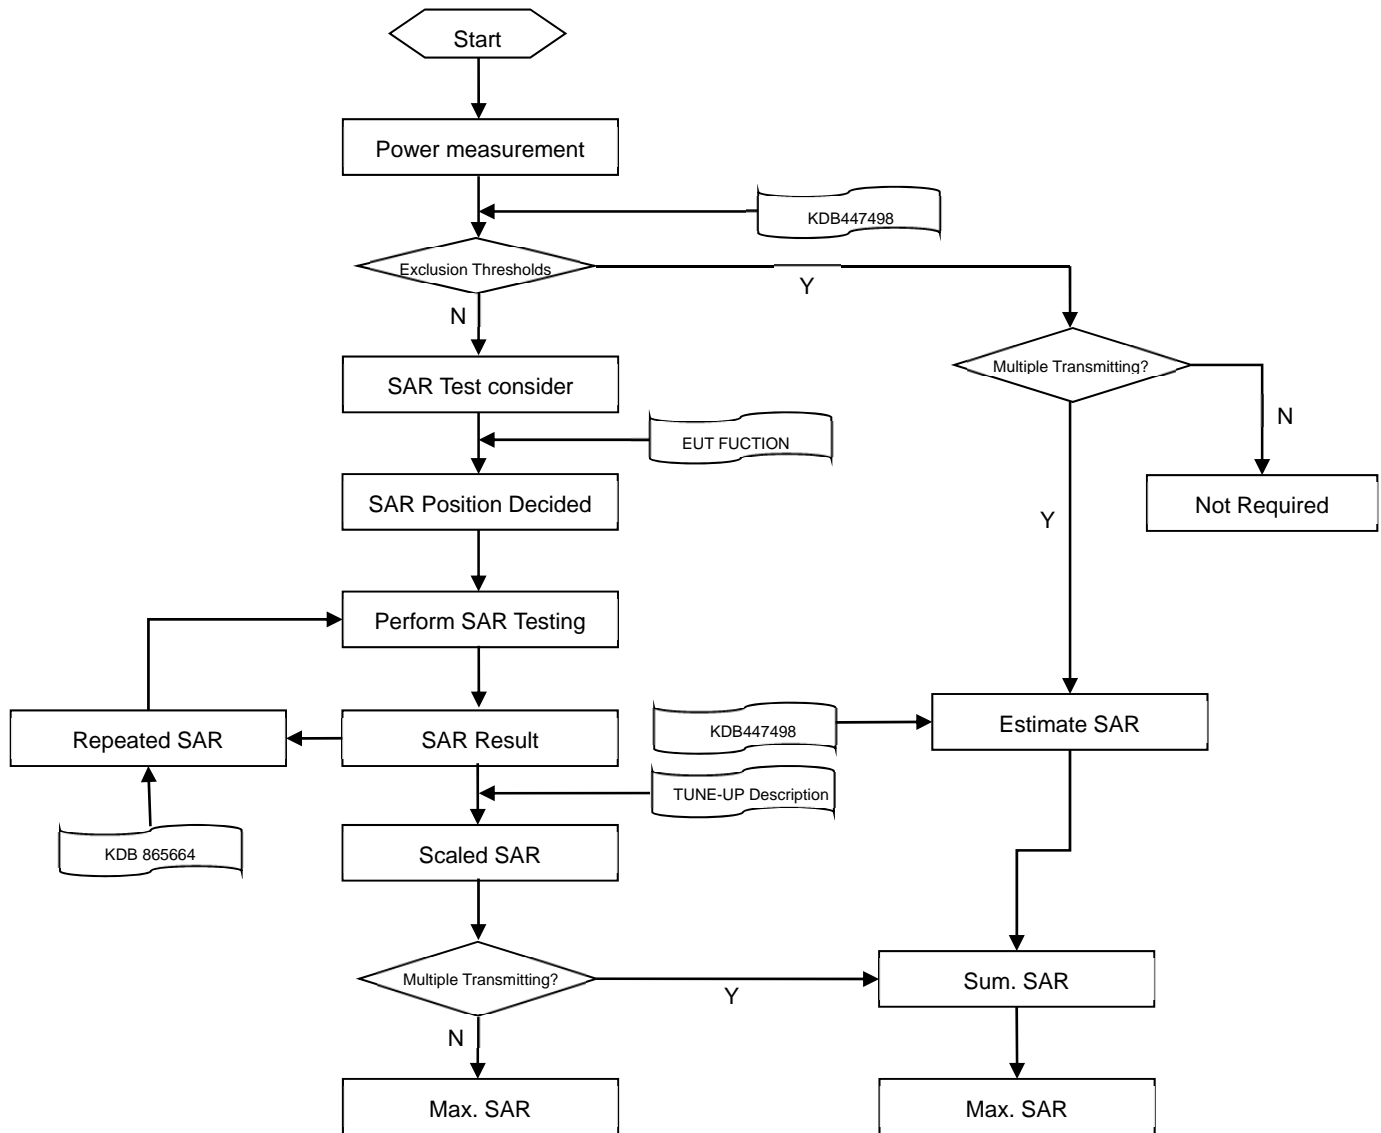 Start
Power measurement
KDB447498
Exclusion Thresholds
Y
N
Multiple Transmitting?
SAR Test consider
N
EUT FUCTION
SAR Position Decided
Not Required
Y
Perform SAR Testing
Repeated SAR
SAR Result
KDB447498
Estimate SAR
TUNE-UP Description
KDB 865664
Scaled SAR
Multiple Transmitting?
Y
Sum. SAR
N
Max. SAR
Max. SAR